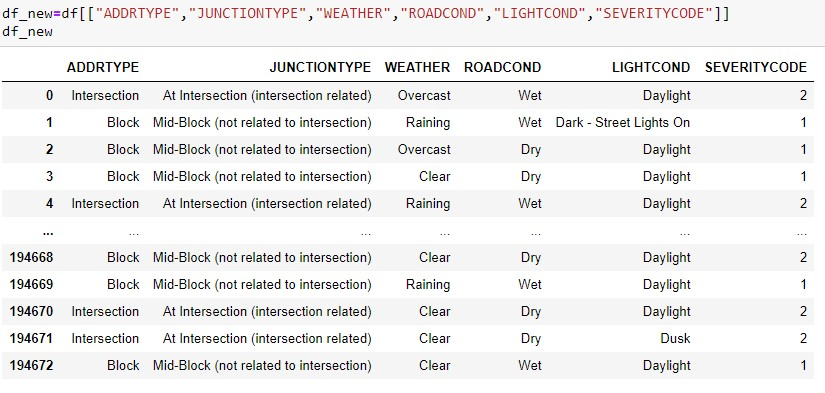 df_new=df[["ADDRTYPE","JUNCTIONTYPE","WEATHER","ROADCOND","LIGHTCOND","SEVERITYCODE"]]
df_new
ADDRTYPE JUNCTIONTYPE WEATHER ROADCOND LIGHTCOND SEVERITYCODE
0 Intersection At Intersection (intersection related) Overcast Wet Daylight 2
1 Block Mid-Block (not related to intersection) Raining Wet Dark - Street Lights On 1
2 Block Mid-Block (not related to intersection) Overcast Dry Daylight 1
3 Block Mid-Block (not related to intersection) Clear Dry Daylight 1
4 Intersection At Intersection (intersection related) Raining Wet Daylight 2
... ... ... ... ... ... ...
194668 Block Mid-Block (not related to intersection) Clear Dry Daylight 2
194669 Block Mid-Block (not related to intersection) Raining Wet Daylight 1
194670 Intersection At Intersection (intersection related) Clear Dry Daylight 2
194671 Intersection At Intersection (intersection related) Clear Dry Dusk 2
194672 Block Mid-Block (not related to intersection) Clear Wet Daylight 1